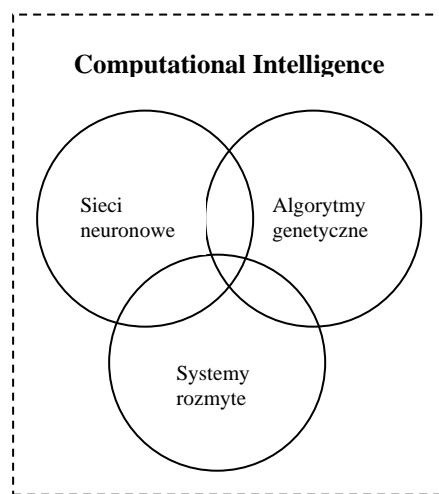 Computational Intelligence
Sieci
neuronowe
Algorytmy
genetyczne
Systemy
rozmyte